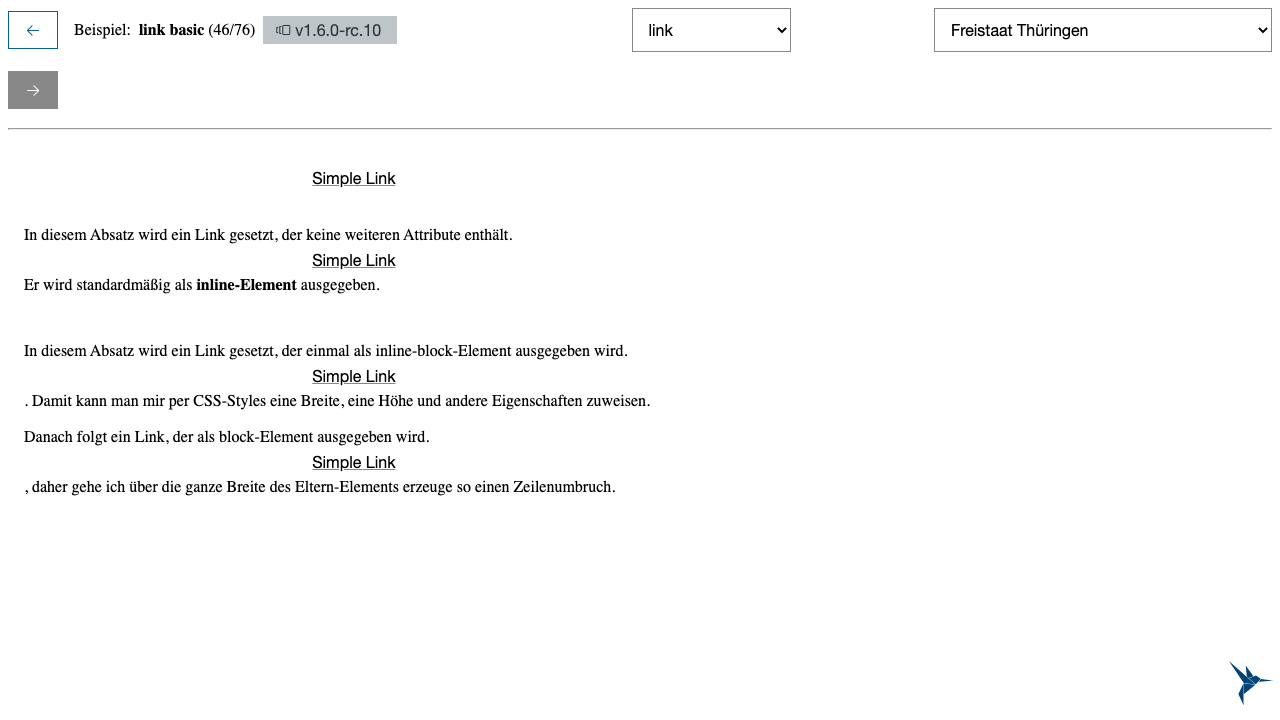 ← Beispiel: link basic (46/76) v1.6.0-rc.10 link Freistaat Thüringen
→
Simple Link
In diesem Absatz wird ein Link gesetzt, der keine weiteren Attribute enthält.
Simple Link
Er wird standardmäßig als inline-Element ausgegeben.
In diesem Absatz wird ein Link gesetzt, der einmal als inline-block-Element ausgegeben wird.
Simple Link
. Damit kann man mir per CSS-Styles eine Breite, eine Höhe und andere Eigenschaften zuweisen.
Danach folgt ein Link, der als block-Element ausgegeben wird.
Simple Link
, daher gehe ich über die ganze Breite des Eltern-Elements erzeuge so einen Zeilenumbruch.